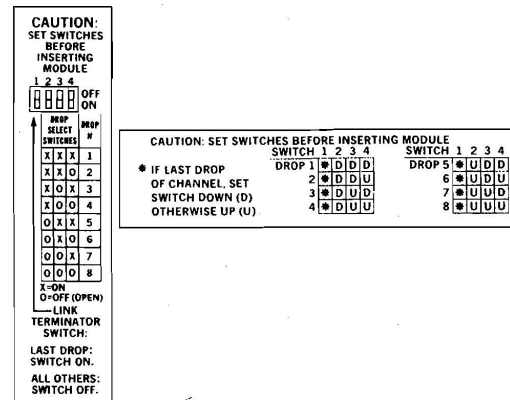 CAUTION:
SET SWITCHES
BEFORE
INSERTING
MODULE
1 2 3 4
OFF
ON
DROP SELECT SWITCHES DROP #
X X X 1
X X O 2
X O X 3
X O O 4
O X X 5
O X O 6
O O X 7
O O O 8
X=ON
O=OFF (OPEN)
LINK
TERMINATOR
SWITCH:
LAST DROP:
SWITCH ON.
ALL OTHERS:
SWITCH OFF.
CAUTION: SET SWITCHES BEFORE INSERTING MODULE
SWITCH 1 2 3 4 SWITCH 1 2 3 4
* IF LAST DROP
OF CHANNEL, SET
SWITCH DOWN (D)
OTHERWISE UP (U)
DROP 1 * D D D
2 * D D U
3 * D U D
4 * D U U
DROP 5 * U D D
6 * U D U
7 * U U D
8 * U U U